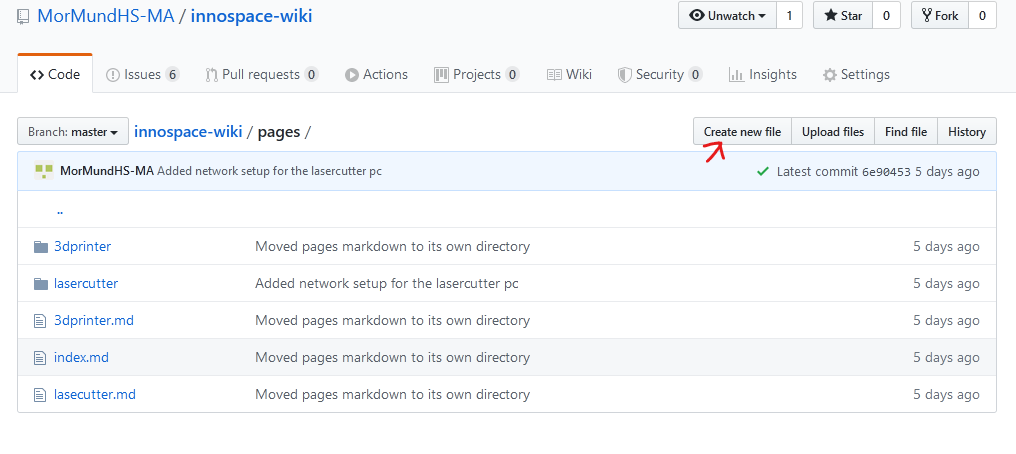 MorMundHS-MA / innospace-wiki Unwatch 1 Star 0 Fork 0
Code Issues 6 Pull requests 0 Actions Projects 0 Wiki Security 0 Insights Settings
Branch: master innospace-wiki / pages / Create new file Upload files Find file History
MorMundHS-MA Added network setup for the lasercutter pc Latest commit 6e90453 5 days ago
..
3dprinter Moved pages markdown to its own directory 5 days ago
lasercutter Added network setup for the lasercutter pc 5 days ago
3dprinter.md Moved pages markdown to its own directory 5 days ago
index.md Moved pages markdown to its own directory 5 days ago
lasecutter.md Moved pages markdown to its own directory 5 days ago